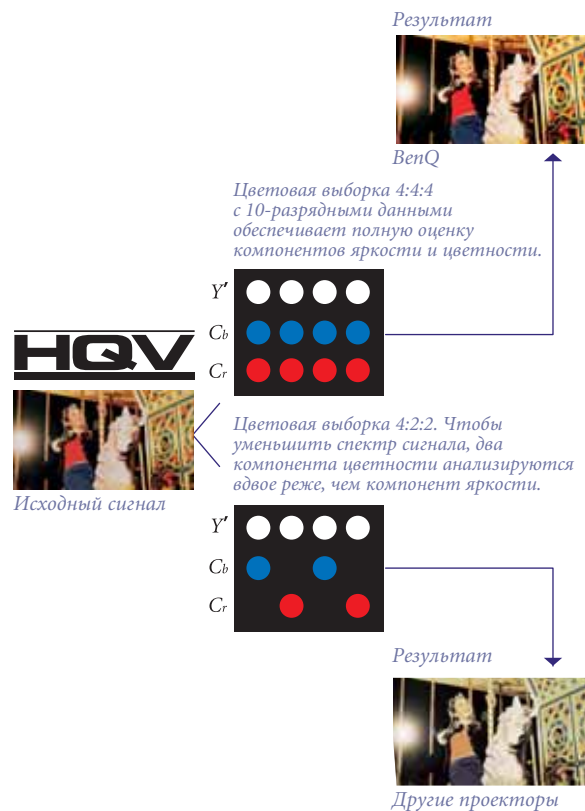 Результат
BenQ
Цветовая выборка 4:4:4
с 10-разрядными данными
обеспечивает полную оценку
компонентов яркости и цветности.
Y'
Cb
Cr
HQV
Исходный сигнал
Цветовая выборка 4:2:2. Чтобы
уменьшить спектр сигнала, два
компонента цветности анализируются
вдвое реже, чем компонент яркости.
Y'
Cb
Cr
Результат
Другие проекторы